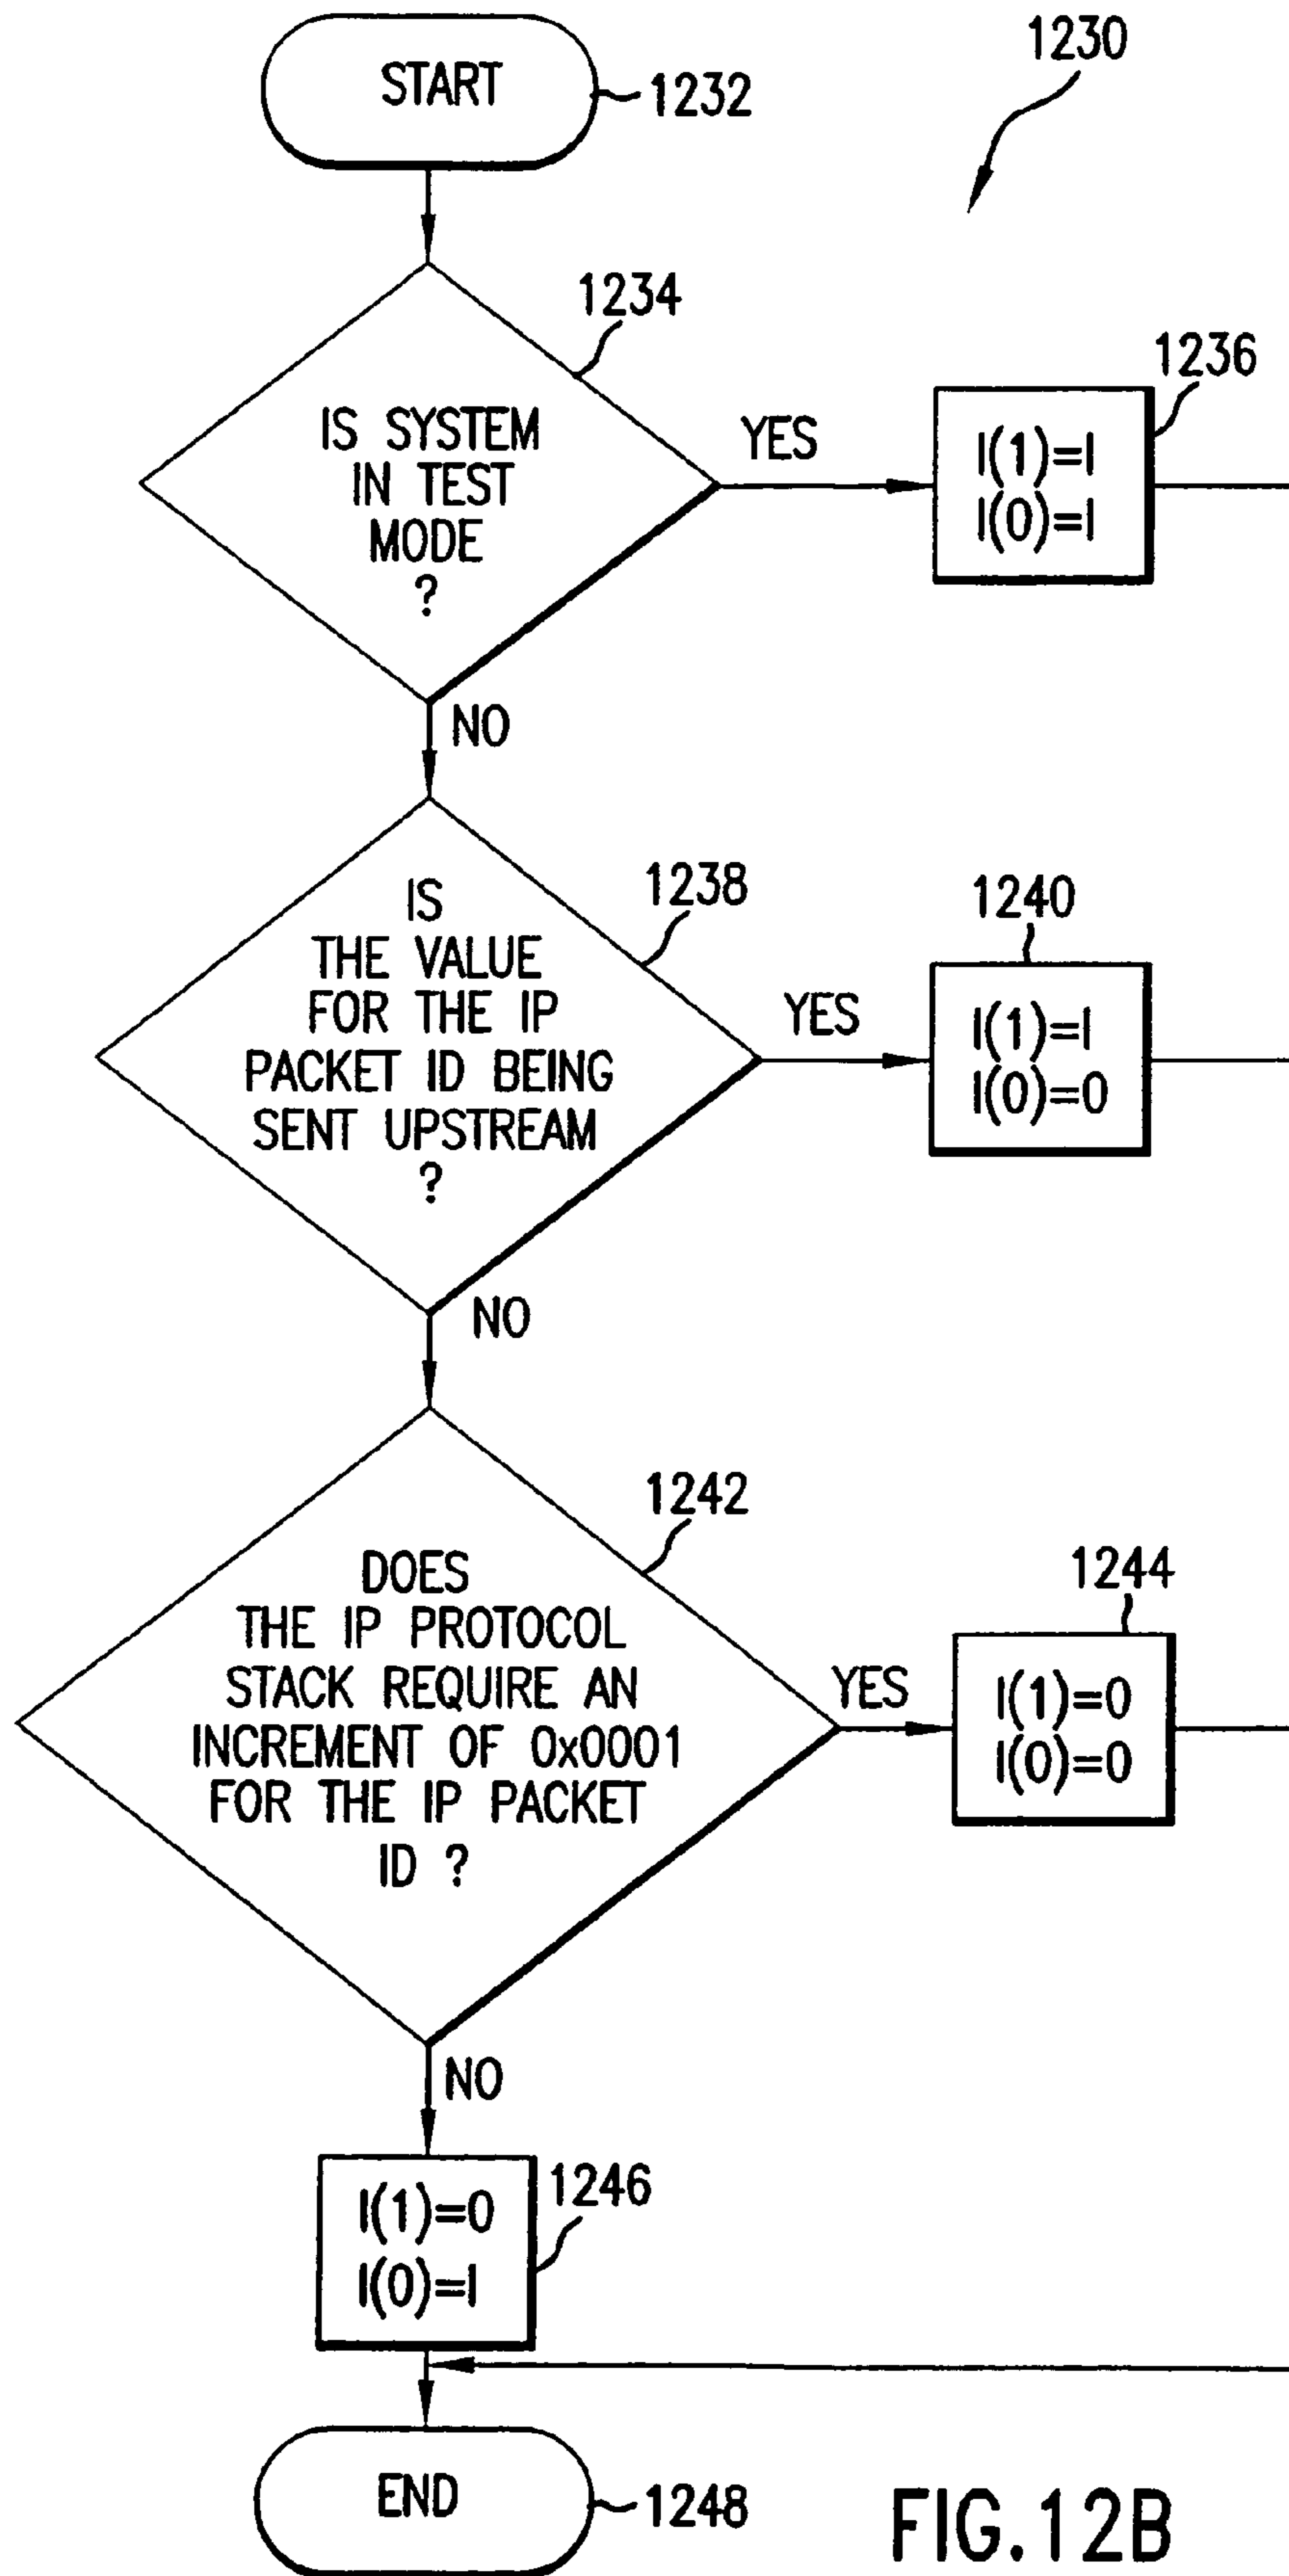 1230
START
1232
1234
IS SYSTEM
IN TEST
MODE
?
YES
1236
I(1)=I
I(0)=I
NO
1238
IS
THE VALUE
FOR THE IP
PACKET ID BEING
SENT UPSTREAM
?
YES
1240
I(1)=I
I(0)=0
NO
1242
DOES
THE IP PROTOCOL
STACK REQUIRE AN
INCREMENT OF 0x0001
FOR THE IP PACKET
ID ?
YES
1244
I(1)=0
I(0)=0
NO
1246
I(1)=0
I(0)=I
END
1248
FIG.12B